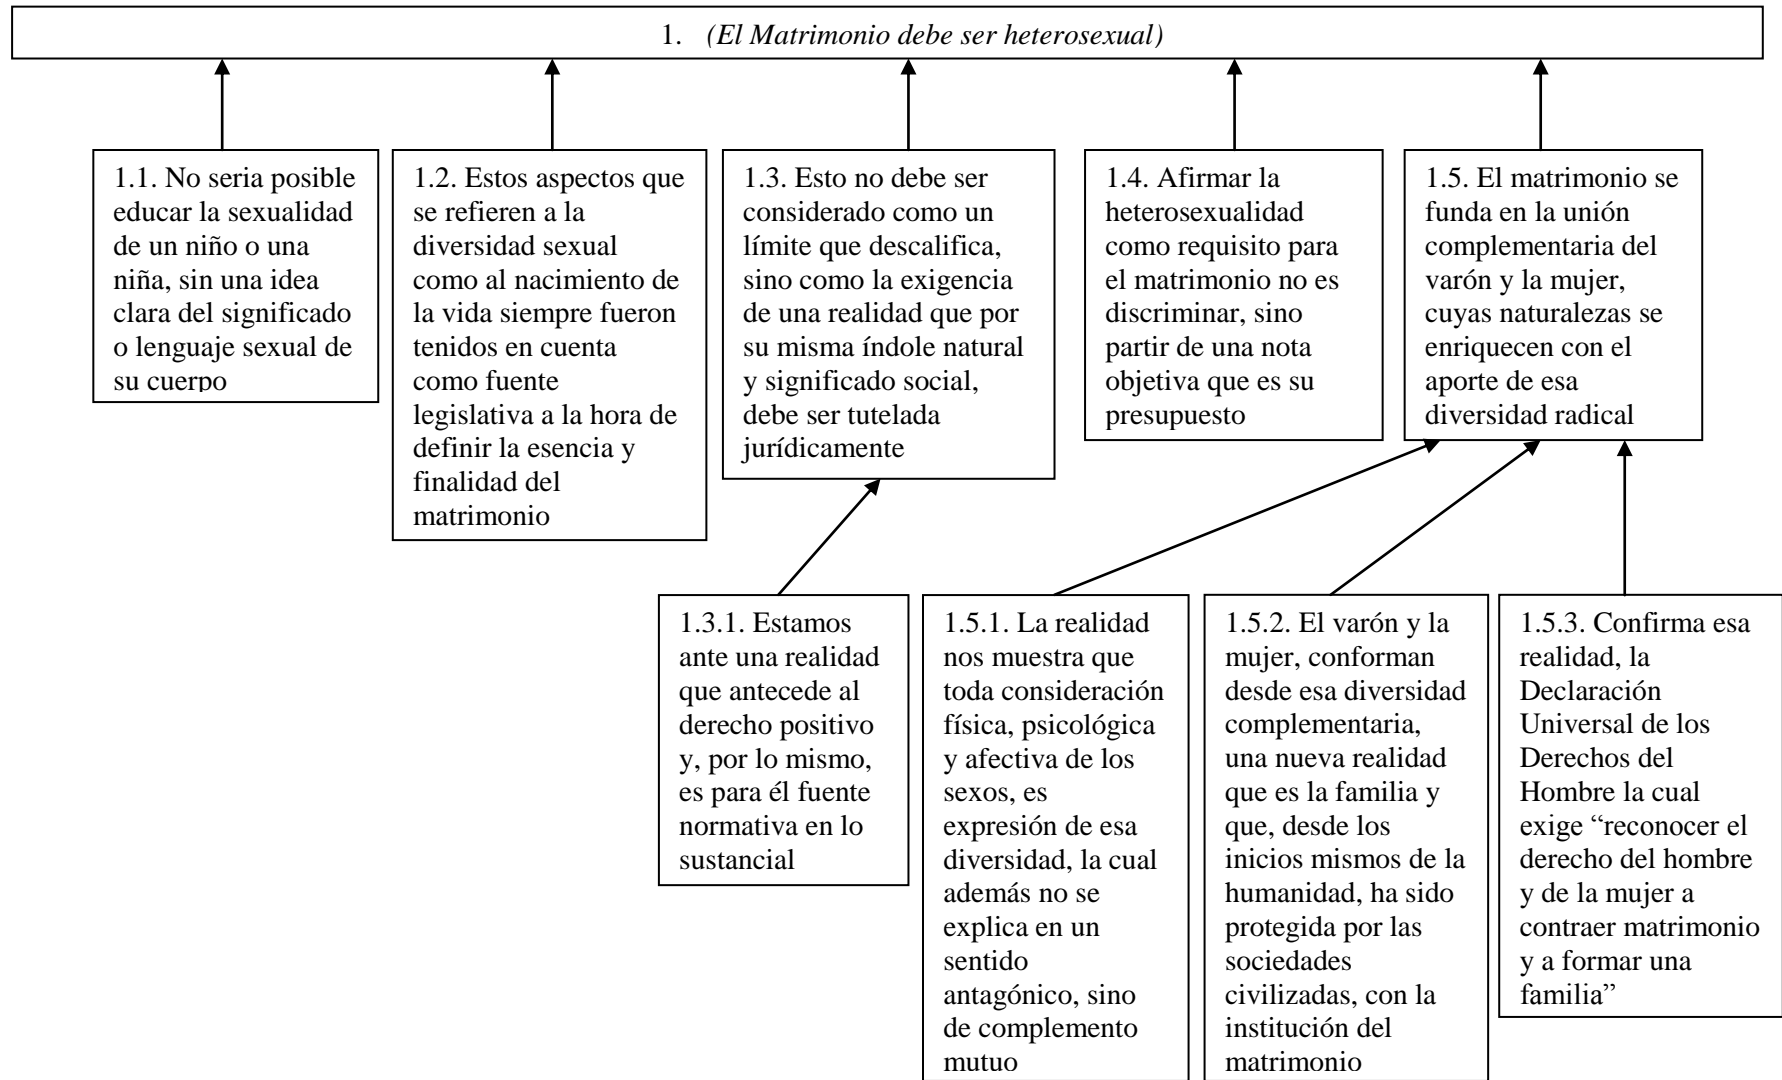 1. (El Matrimonio debe ser heterosexual)
1.1. No seria posible
educar la sexualidad
de un niño o una
niña, sin una idea
clara del significado
o lenguaje sexual de
su cuerpo
1.2. Estos aspectos que
se refieren a la
diversidad sexual
como al nacimiento de
la vida siempre fueron
tenidos en cuenta
como fuente
legislativa a la hora de
definir la esencia y
finalidad del
matrimonio
1.3. Esto no debe ser
considerado como un
límite que descalifica,
sino como la exigencia
de una realidad que por
su misma índole natural
y significado social,
debe ser tutelada
jurídicamente
1.4. Afirmar la
heterosexualidad
como requisito para
el matrimonio no es
discriminar, sino
partir de una nota
objetiva que es su
presupuesto
1.5. El matrimonio se
funda en la unión
complementaria del
varón y la mujer,
cuyas naturalezas se
enriquecen con el
aporte de esa
diversidad radical
1.3.1. Estamos
ante una realidad
que antecede al
derecho positivo
y, por lo mismo,
es para él fuente
normativa en lo
sustancial
1.5.1. La realidad
nos muestra que
toda consideración
física, psicológica
y afectiva de los
sexos, es
expresión de esa
diversidad, la cual
además no se
explica en un
sentido
antagónico, sino
de complemento
mutuo
1.5.2. El varón y la
mujer, conforman
desde esa diversidad
complementaria,
una nueva realidad
que es la familia y
que, desde los
inicios mismos de la
humanidad, ha sido
protegida por las
sociedades
civilizadas, con la
institución del
matrimonio
1.5.3. Confirma esa
realidad, la
Declaración
Universal de los
Derechos del
Hombre la cual
exige “reconocer el
derecho del hombre
y de la mujer a
contraer matrimonio
y a formar una
familia”